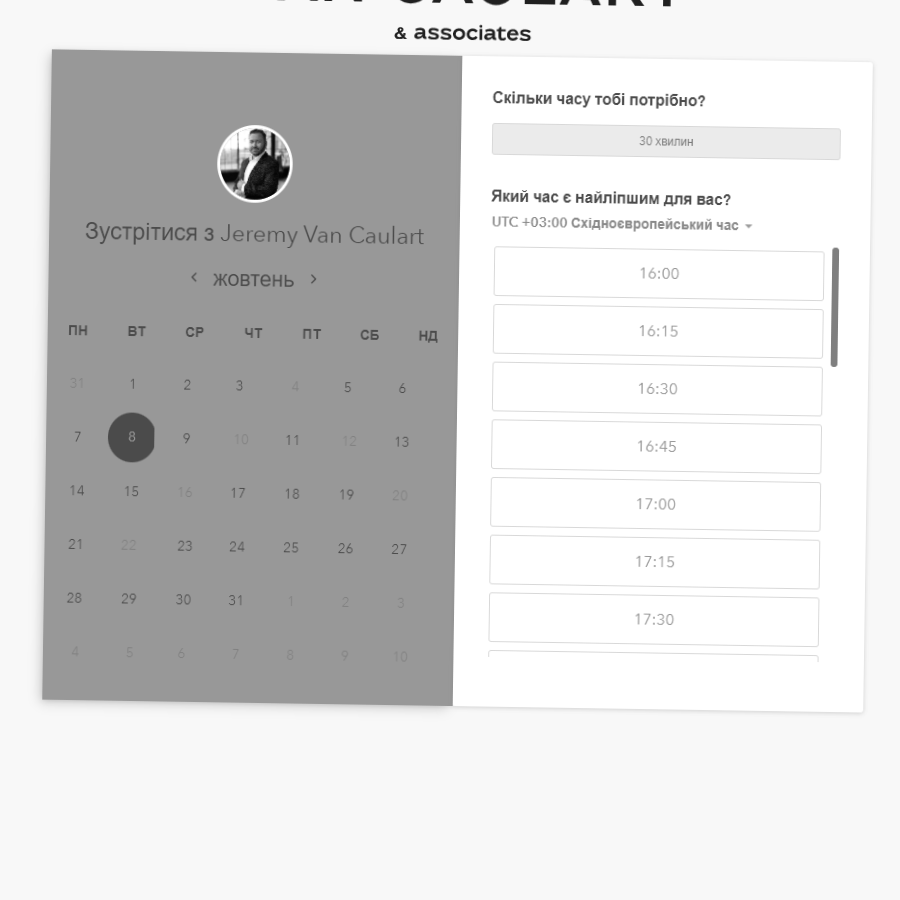 & associates
Зустрітися з Jeremy Van Caulart
жовтень
ПН ВТ СР ЧТ ПТ СБ НД
31 1 2 3 4 5 6
7 8 9 10 11 12 13
14 15 16 17 18 19 20
21 22 23 24 25 26 27
28 29 30 31 1 2 3
4 5 6 7 8 9 10
Скільки часу тобі потрібно?
30 хвилин
Який час є найліпшим для вас?
UTC +03:00 Східноєвропейський час
16:00
16:15
16:30
16:45
17:00
17:15
17:30